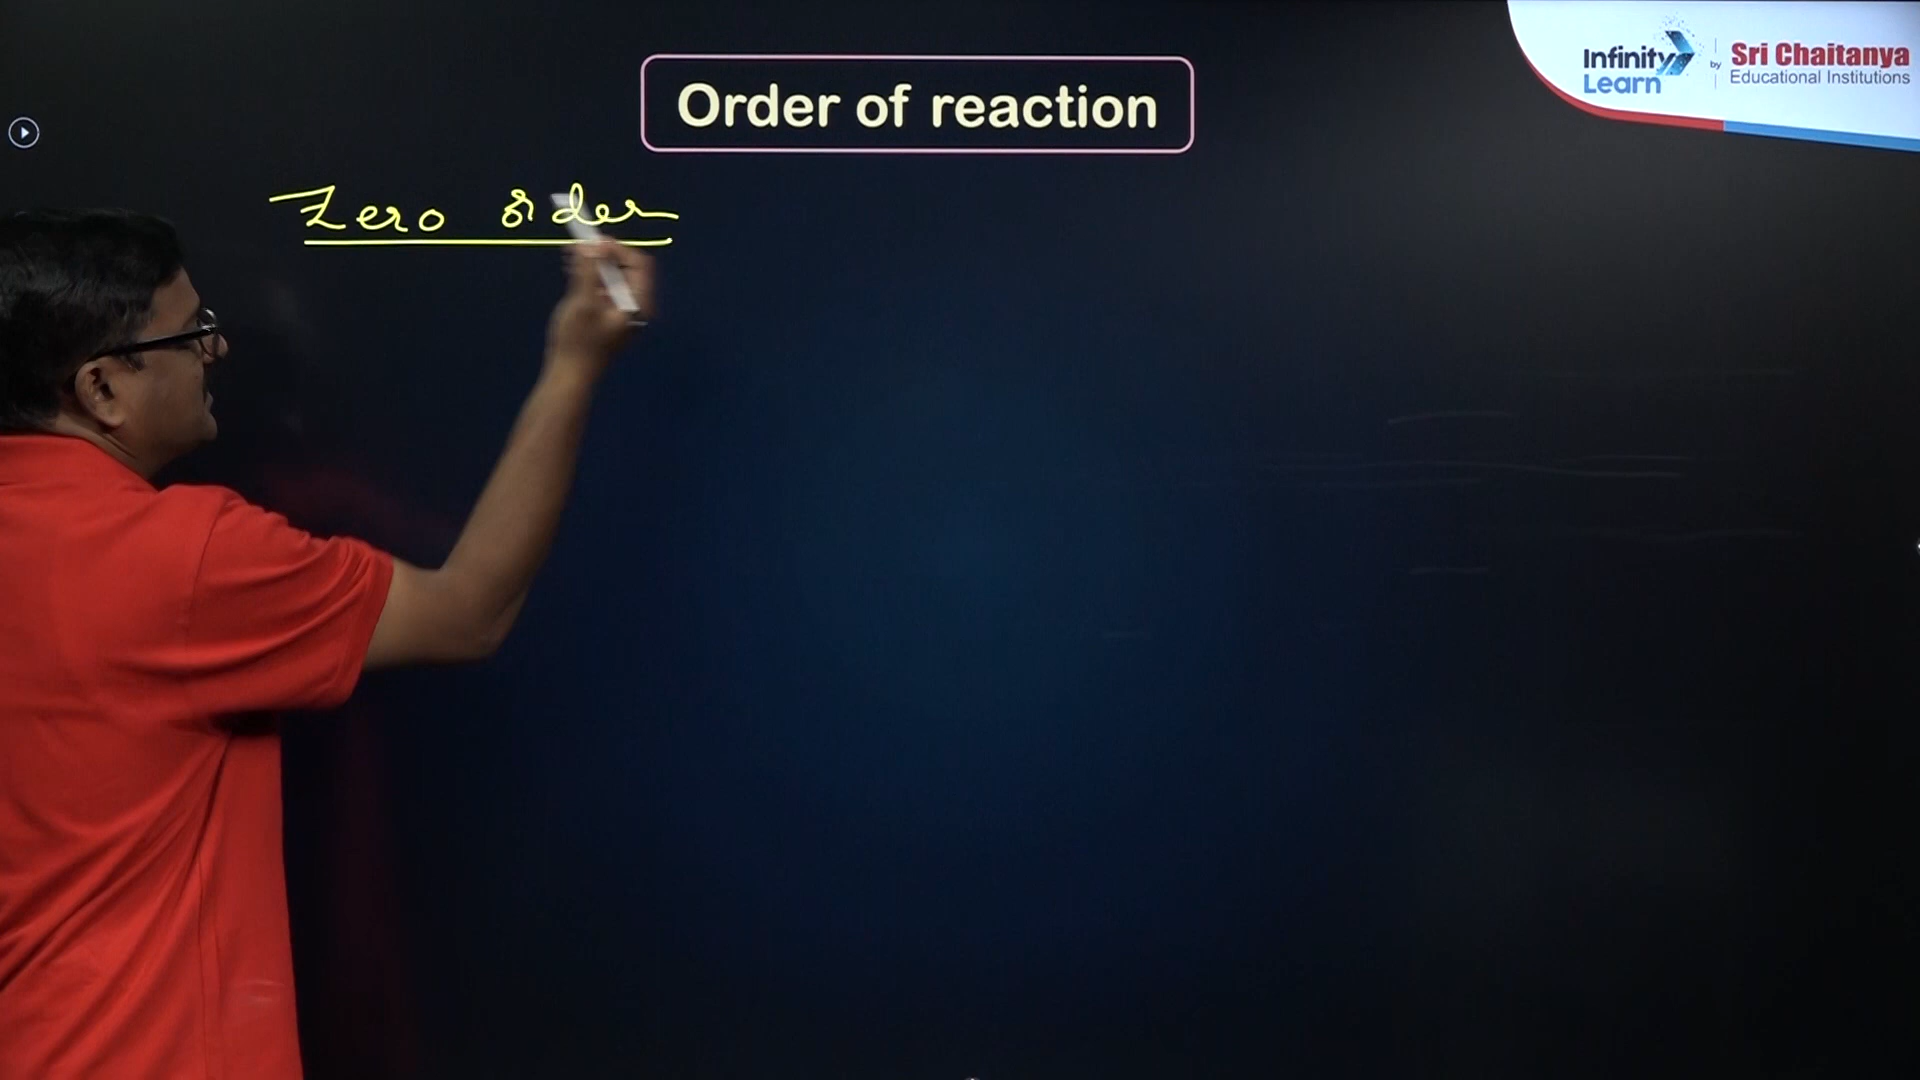 Order of reaction
Infinity Learn by Sri Chaitanya Educational Institutions
Zero order